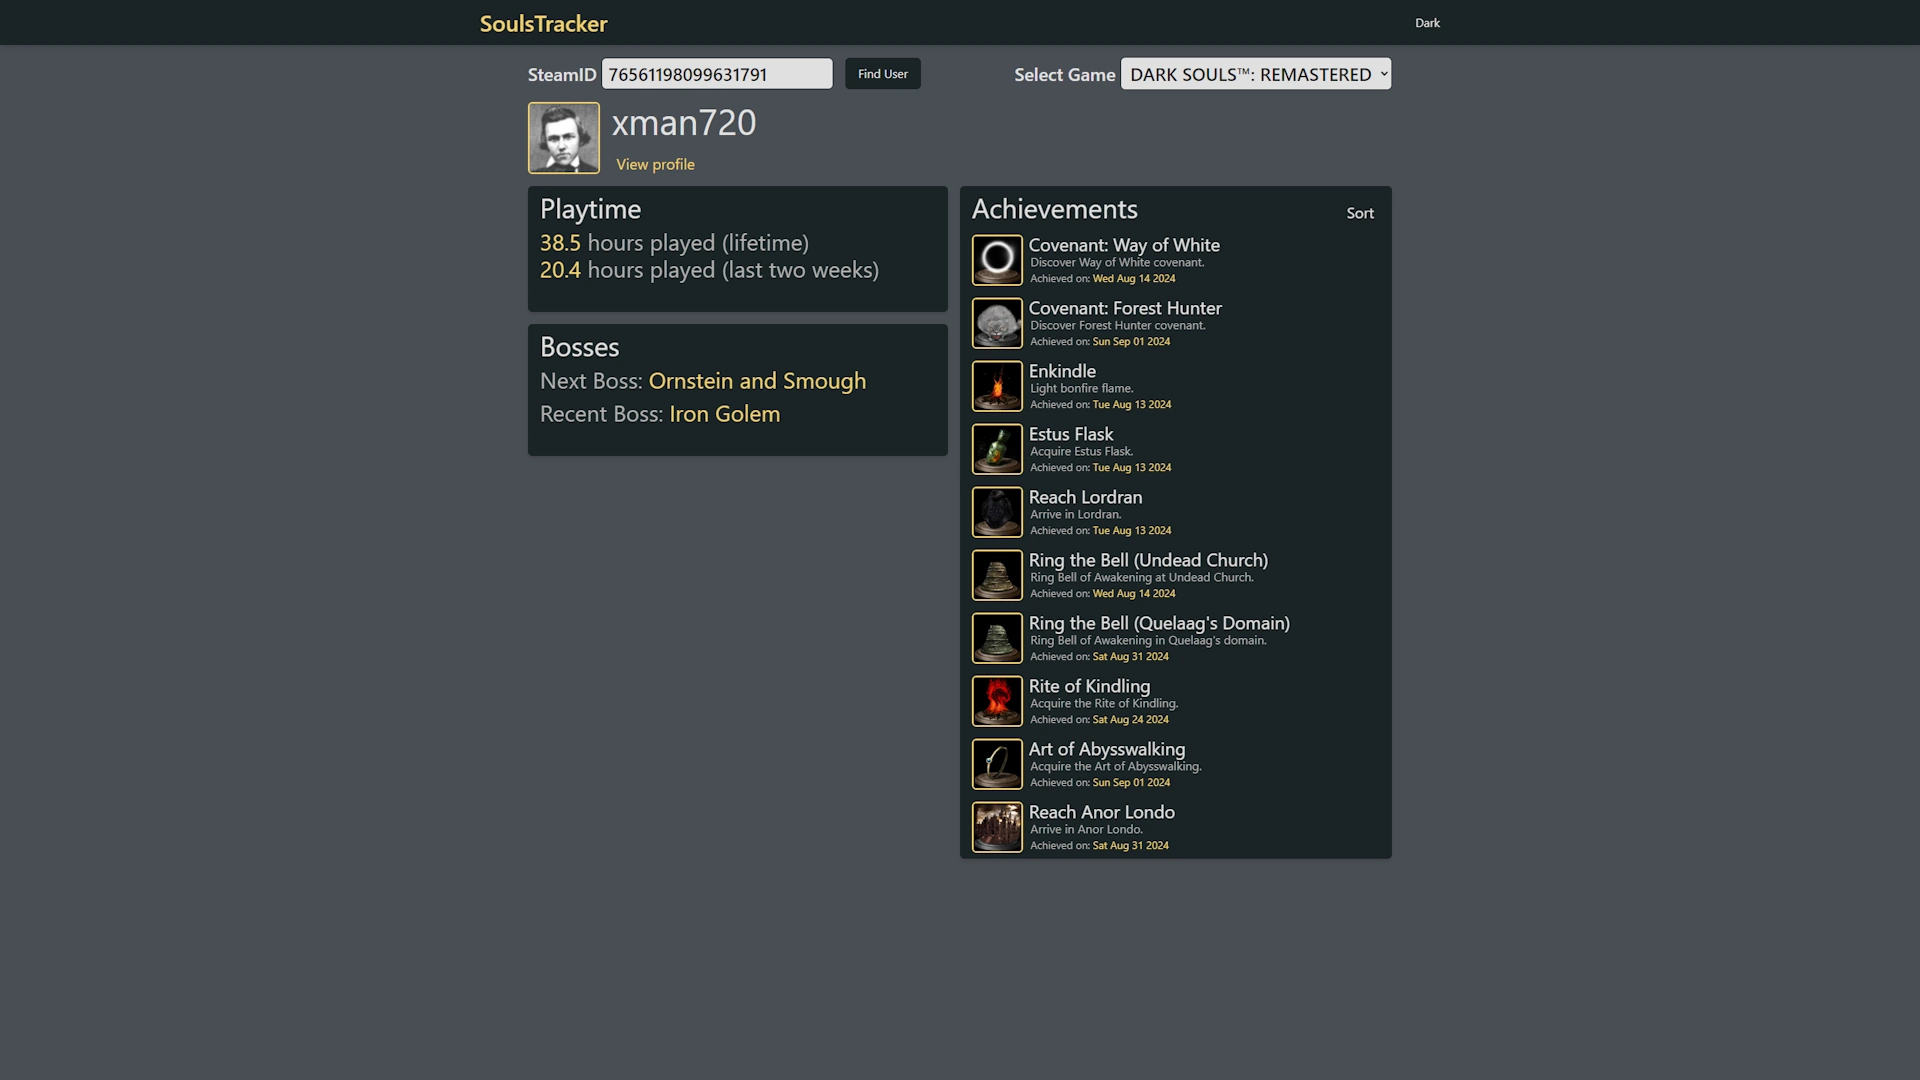 SoulsTracker
Dark
SteamID 76561198099631791 Find User
Select Game DARK SOULS™: REMASTERED
xman720
View profile
Playtime
38.5 hours played (lifetime)
20.4 hours played (last two weeks)
Bosses
Next Boss: Ornstein and Smough
Recent Boss: Iron Golem
Achievements
Sort
Covenant: Way of White
Discover Way of White covenant.
Achieved on: Wed Aug 14 2024
Covenant: Forest Hunter
Discover Forest Hunter covenant.
Achieved on: Sun Sep 01 2024
Enkindle
Light bonfire flame.
Achieved on: Tue Aug 13 2024
Estus Flask
Acquire Estus Flask.
Achieved on: Tue Aug 13 2024
Reach Lordran
Arrive in Lordran.
Achieved on: Tue Aug 13 2024
Ring the Bell (Undead Church)
Ring Bell of Awakening at Undead Church.
Achieved on: Wed Aug 14 2024
Ring the Bell (Quelaag's Domain)
Ring Bell of Awakening in Quelaag's domain.
Achieved on: Sat Aug 31 2024
Rite of Kindling
Acquire the Rite of Kindling.
Achieved on: Sat Aug 24 2024
Art of Abysswalking
Acquire the Art of Abysswalking.
Achieved on: Sun Sep 01 2024
Reach Anor Londo
Arrive in Anor Londo.
Achieved on: Sat Aug 31 2024